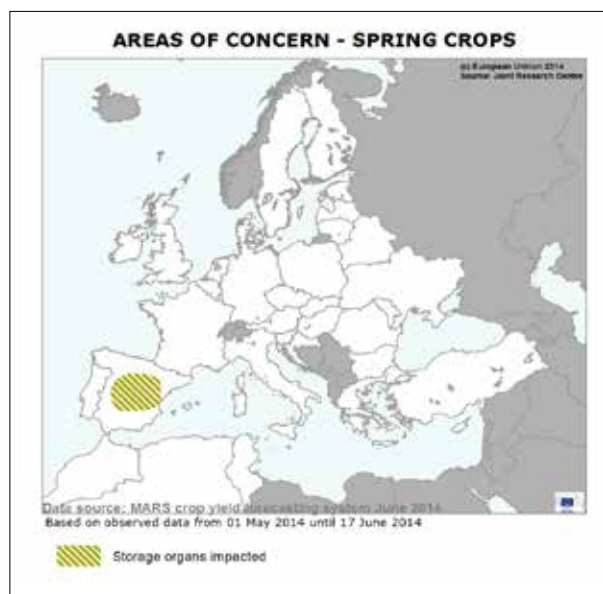 AREAS OF CONCERN - SPRING CROPS
(c) European Union 2014
Source: Joint Research Centre
Data source: MARS crop yield forecasting system June 2014
Based on observed data from 01 May 2014 until 17 June 2014
Storage organs impacted